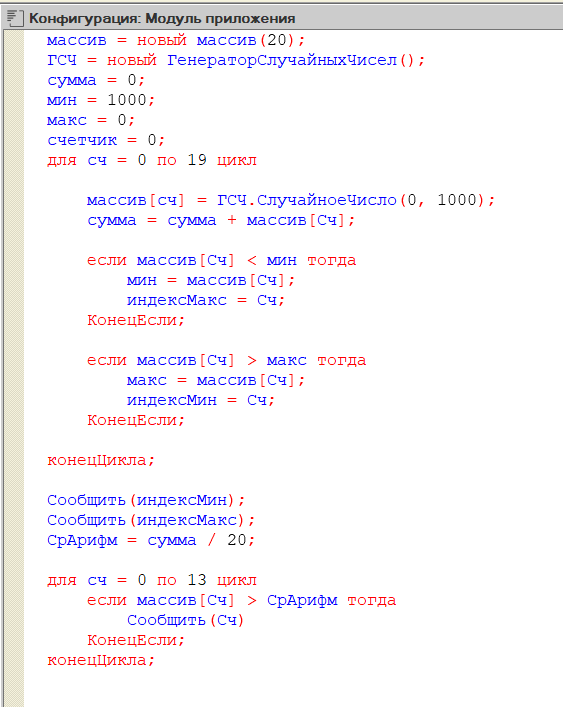 Конфигурация: Модуль приложения
массив = новый массив(20);
ГСЧ = новый ГенераторСлучайныхЧисел();
сумма = 0;
мин = 1000;
макс = 0;
счетчик = 0;
для сч = 0 по 19 цикл
массив[сч] = ГСЧ.СлучайноеЧисло(0, 1000);
сумма = сумма + массив[Сч];
если массив[Сч] < мин тогда
мин = массив[Сч];
индексМакс = Сч;
КонецЕсли;
если массив[Сч] > макс тогда
макс = массив[Сч];
индексМин = Сч;
КонецЕсли;
конецЦикла;
Сообщить(индексМин);
Сообщить(индексМакс);
СрАрифм = сумма / 20;
для сч = 0 по 13 цикл
если массив[Сч] > СрАрифм тогда
Сообщить(Сч)
КонецЕсли;
конецЦикла;